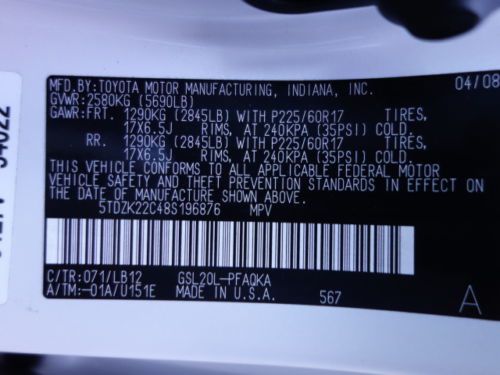 MFD.BY:TOYOTA MOTOR MANUFACTURING, INDIANA, INC. 04/08
GVWR:2580KG (5690LB)
GAWR:FRT. 1290KG (2845LB) WITH P225/60R17 TIRES,
17X6.5J RIMS, AT 240KPA (35PSI) COLD.
RR. 1290KG (2845LB) WITH P225/60R17 TIRES,
17X6.5J RIMS, AT 240KPA (35PSI) COLD.
THIS VEHICLE CONFORMS TO ALL APPLICABLE FEDERAL MOTOR
VEHICLE SAFETY AND THEFT PREVENTION STANDARDS IN EFFECT ON
THE DATE OF MANUFACTURE SHOWN ABOVE.
5TDZK22C48S196876 MPV
C/TR:071/LB12 GSL20L-PFAQKA
A/TM:-01A/U151E MADE IN U.S.A. 567
A